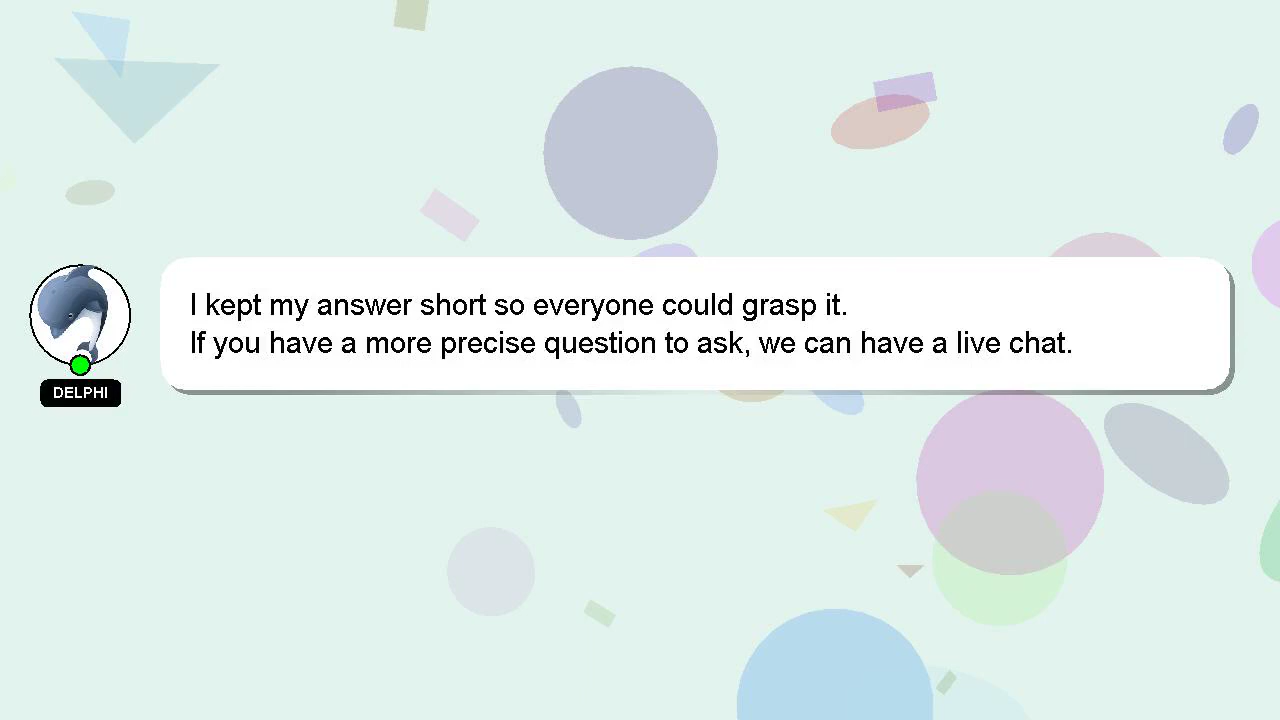 I kept my answer short so everyone could grasp it.
If you have a more precise question to ask, we can have a live chat.
DELPHI